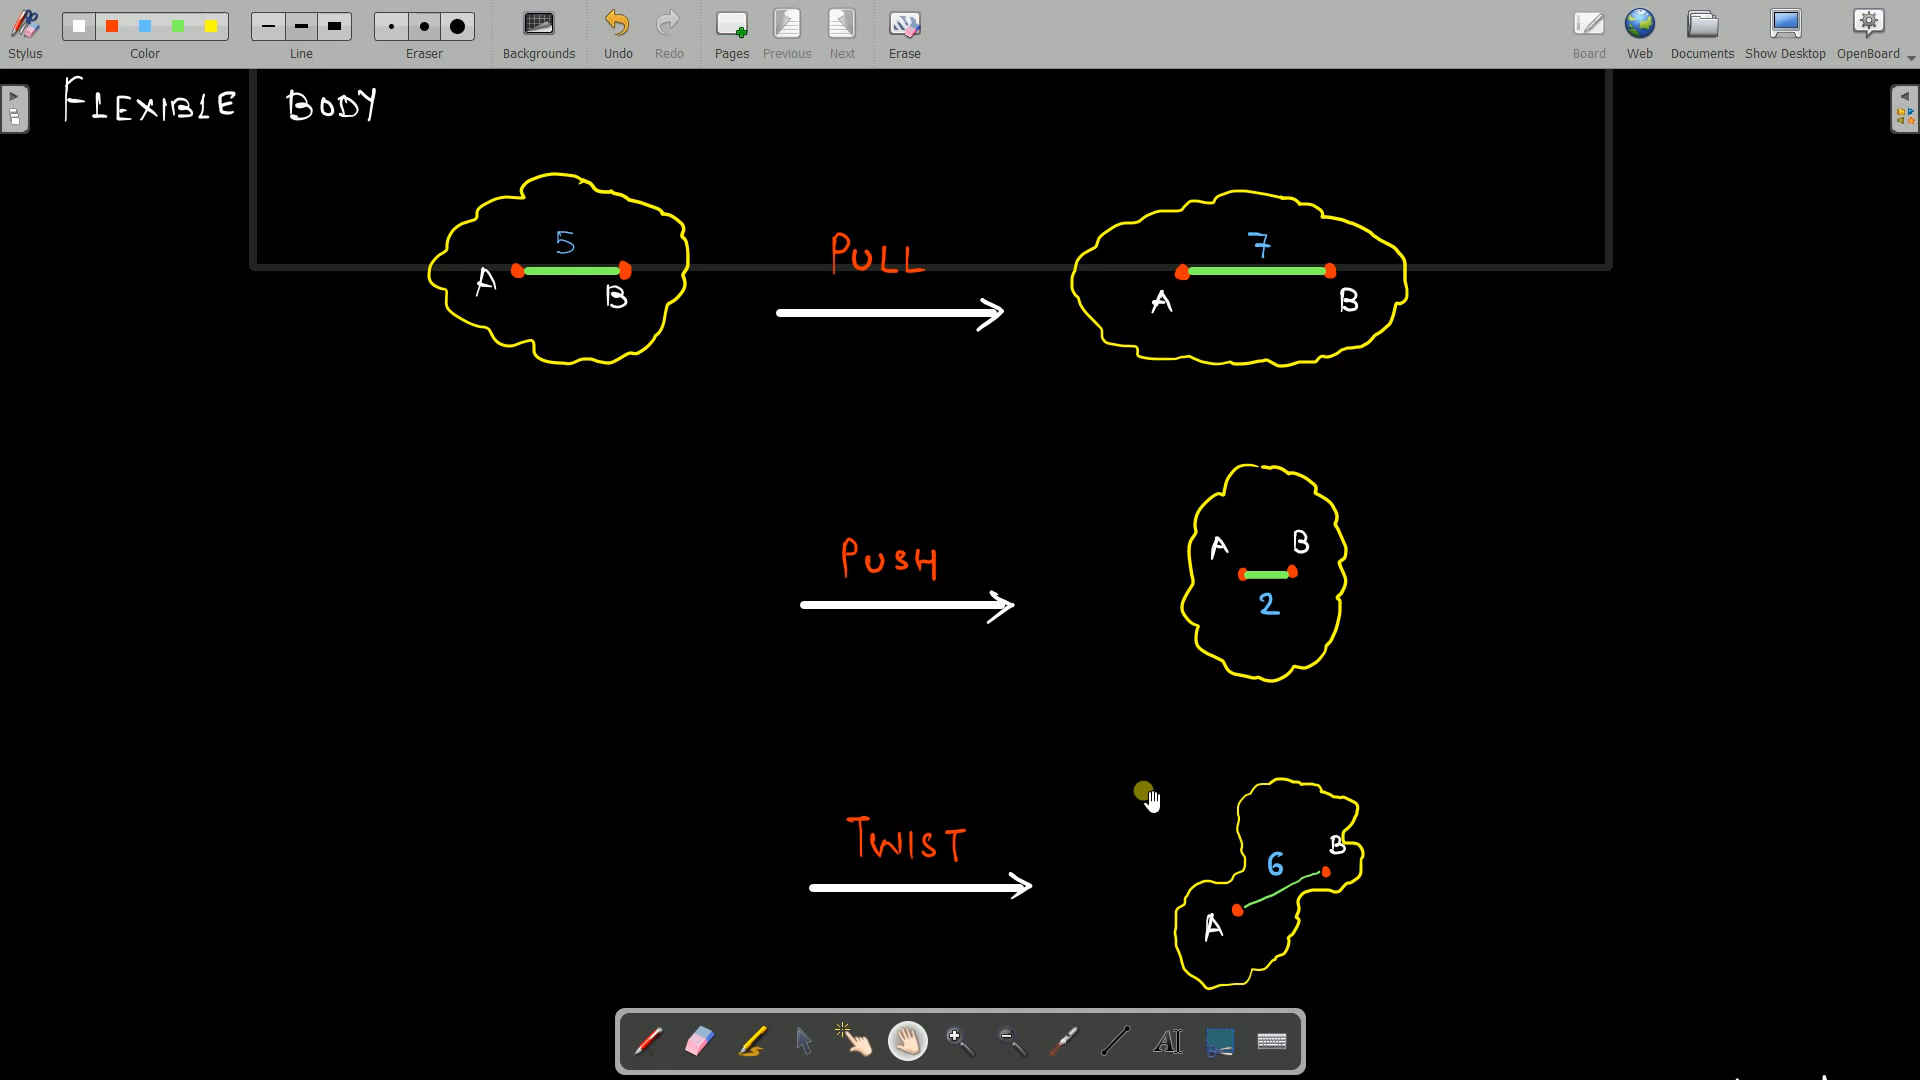 Stylus Color Line Eraser Backgrounds Undo Redo Pages Previous Next Erase Board Web Documents Show Desktop OpenBoard
FLEXIBLE BODY
5
A B
PULL
7
A B
PUSH
A B
2
TWIST
B
6
A
AI